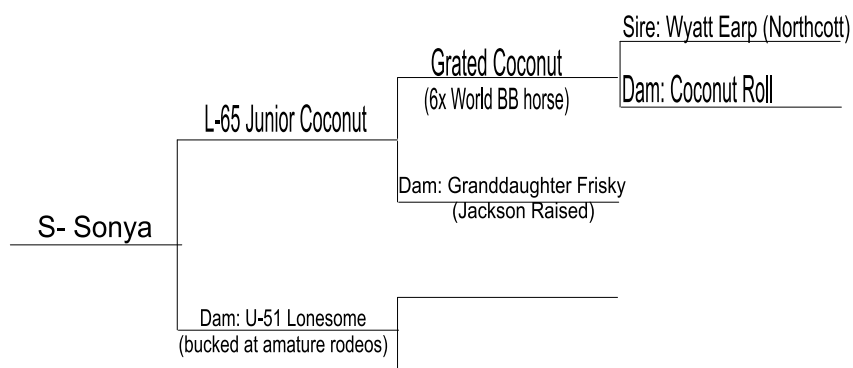 Sire: Wyatt Earp (Northcott)
Grated Coconut
(6x World BB horse)
Dam: Coconut Roll
L-65 Junior Coconut
Dam: Granddaughter Frisky
(Jackson Raised)
S- Sonya
Dam: U-51 Lonesome
(bucked at amature rodeos)